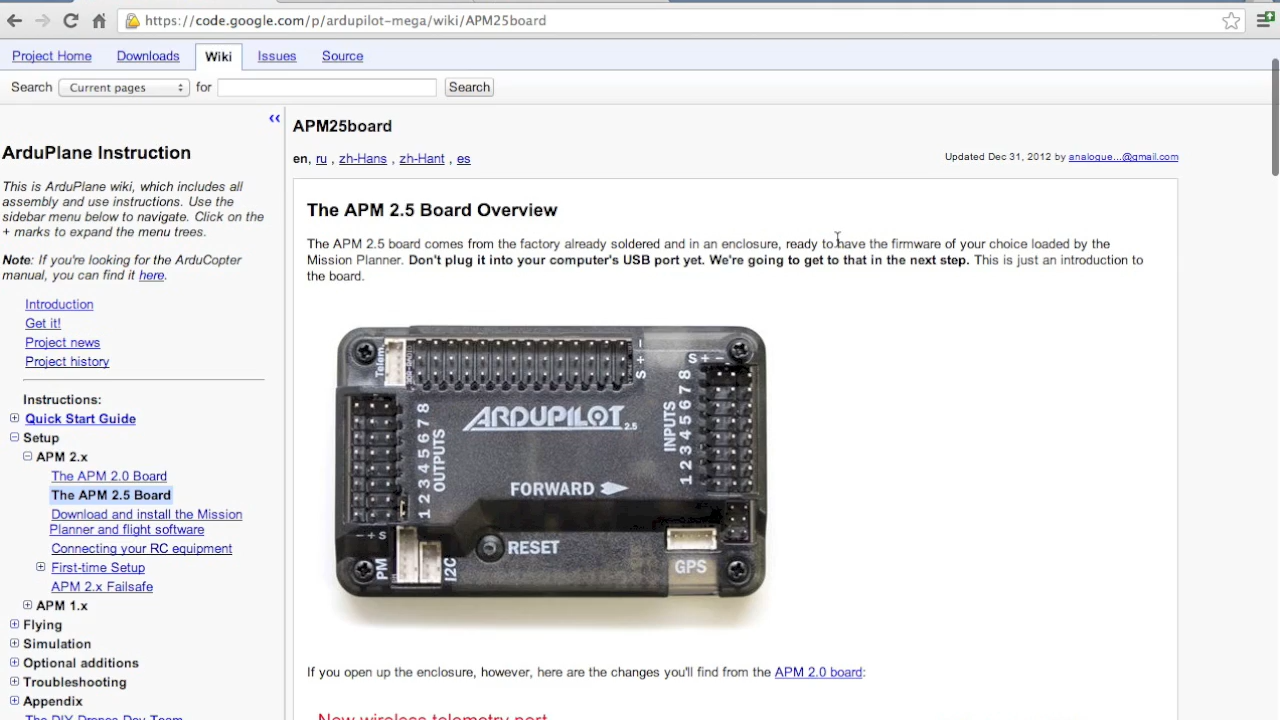 https://code.google.com/p/ardupilot-mega/wiki/APM25board
Project Home Downloads Wiki Issues Source
Search Current pages for Search
ArduPlane Instruction
This is ArduPlane wiki, which includes all
assembly and use instructions. Use the
sidebar menu below to navigate. Click on the
+ marks to expand the menu trees.
Note: If you're looking for the ArduCopter
manual, you can find it here.
Introduction
Get it!
Project news
Project history
Instructions:
Quick Start Guide
Setup
APM 2.x
The APM 2.0 Board
The APM 2.5 Board
Download and install the Mission
Planner and flight software
Connecting your RC equipment
First-time Setup
APM 2.x Failsafe
APM 1.x
Flying
Simulation
Optional additions
Troubleshooting
Appendix
The DIY Drones Dev Team
APM25board
en, ru , zh-Hans , zh-Hant , es
Updated Dec 31, 2012 by analogue...@gmail.com
The APM 2.5 Board Overview
The APM 2.5 board comes from the factory already soldered and in an enclosure, ready to have the firmware of your choice loaded by the
Mission Planner. Don't plug it into your computer's USB port yet. We're going to get to that in the next step. This is just an introduction to
the board.
Telem
- + S
S + -
1 2 3 4 5 6 7 8
OUTPUTS
ARDUPILOT 2.5
INPUTS
1 2 3 4 5 6 7 8
FORWARD
- + S
PM
I2C
RESET
GPS
If you open up the enclosure, however, here are the changes you'll find from the APM 2.0 board:
New wireless telemetry port